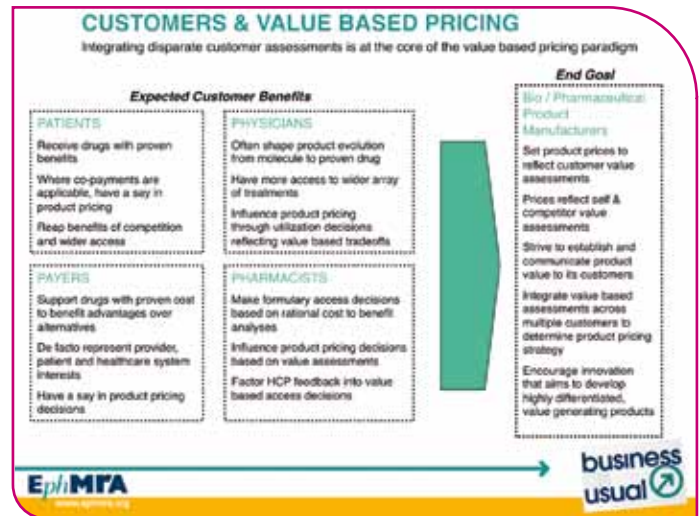 CUSTOMERS & VALUE BASED PRICING
Integrating disparate customer assessments is at the core of the value based pricing paradigm
Expected Customer Benefits
PATIENTS
Receive drugs with proven
benefits
Where co-payments are
applicable, have a say in
product pricing
Reap benefits of competition
and wider access
PHYSICIANS
Often shape product evolution
from molecule to proven drug
Have more access to wider array
of treatments
Influence product pricing
through utilization decisions
reflecting value based tradeoffs
PAYERS
Support drugs with proven cost
to benefit advantages over
alternatives
De facto represent provider,
patient and healthcare system
interests
Have a say in product pricing
decisions
PHARMACISTS
Make formulary access decisions
based on rational cost to benefit
analyses
Influence product pricing decisions
based on value assessments
Factor HCP feedback into value
based access decisions
End Goal
Bio / Pharmaceutical
Product
Manufacturers
Set product prices to
reflect customer value
assessments
Prices reflect self &
competitor value
assessments
Strive to establish and
communicate product
value to its customers
Integrate value based
assessments across
multiple customers to
determine product pricing
strategy
Encourage innovation
that aims to develop
highly differentiated,
value generating products
EphMRA
www.ephmra.org
business
usual